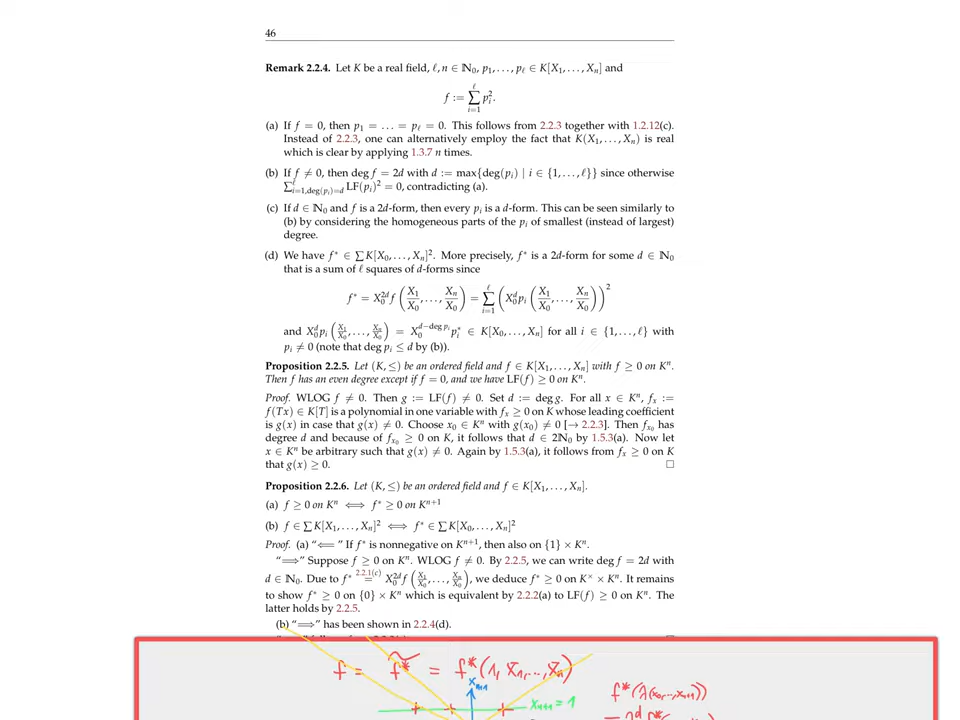 46
Remark 2.2.4. Let K be a real field, ℓ, n ∈ ℕ₀, p₁, . . . , p_ℓ ∈ K[X₁, . . . , Xₙ] and
f := ∑_{i=1}^{ℓ} p_i².
(a) If f = 0, then p₁ = . . . = p_ℓ = 0. This follows from 2.2.3 together with 1.2.12(c).
Instead of 2.2.3, one can alternatively employ the fact that K(X₁, . . . , Xₙ) is real
which is clear by applying 1.3.7 n times.
(b) If f ≠ 0, then deg f = 2d with d := max{deg(p_i) | i ∈ {1, . . . , ℓ}} since otherwise
∑_{i=1,deg(p_i)=d}^{ℓ} LF(p_i)² = 0, contradicting (a).
(c) If d ∈ ℕ₀ and f is a 2d-form, then every p_i is a d-form. This can be seen similarly to
(b) by considering the homogeneous parts of the p_i of smallest (instead of largest)
degree.
(d) We have f* ∈ ∑ K[X₀, . . . , Xₙ]². More precisely, f* is a 2d-form for some d ∈ ℕ₀
that is a sum of ℓ squares of d-forms since
f* = X₀^{2d} f (X₁/X₀, . . . , Xₙ/X₀) = ∑_{i=1}^{ℓ} (X₀^d p_i (X₁/X₀, . . . , Xₙ/X₀))²
and X₀^d p_i (X₁/X₀, . . . , Xₙ/X₀) = X₀^{d−deg p_i} p_i* ∈ K[X₀, . . . , Xₙ] for all i ∈ {1, . . . , ℓ} with
p_i ≠ 0 (note that deg p_i ≤ d by (b)).
Proposition 2.2.5. Let (K, ≤) be an ordered field and f ∈ K[X₁, . . . , Xₙ] with f ≥ 0 on Kⁿ.
Then f has an even degree except if f = 0, and we have LF(f) ≥ 0 on Kⁿ.
Proof. WLOG f ≠ 0. Then g := LF(f) ≠ 0. Set d := deg g. For all x ∈ Kⁿ, f_x :=
f(Tx) ∈ K[T] is a polynomial in one variable with f_x ≥ 0 on K whose leading coefficient
is g(x) in case that g(x) ≠ 0. Choose x₀ ∈ Kⁿ with g(x₀) ≠ 0 [→ 2.2.3]. Then f_{x₀} has
degree d and because of f_{x₀} ≥ 0 on K, it follows that d ∈ 2ℕ₀ by 1.5.3(a). Now let
x ∈ Kⁿ be arbitrary such that g(x) ≠ 0. Again by 1.5.3(a), it follows from f_x ≥ 0 on K
that g(x) ≥ 0. □
Proposition 2.2.6. Let (K, ≤) be an ordered field and f ∈ K[X₁, . . . , Xₙ].
(a) f ≥ 0 on Kⁿ ⟺ f* ≥ 0 on Kⁿ⁺¹
(b) f ∈ ∑ K[X₁, . . . , Xₙ]² ⟺ f* ∈ ∑ K[X₀, . . . , Xₙ]²
Proof. (a) “⟸ ” If f* is nonnegative on Kⁿ⁺¹, then also on {1} × Kⁿ.
“⟹” Suppose f ≥ 0 on Kⁿ. WLOG f ≠ 0. By 2.2.5, we can write deg f = 2d with
d ∈ ℕ₀. Due to f* =^{2.2.1(c)} X₀^{2d} f (X₁/X₀, . . . , Xₙ/X₀), we deduce f* ≥ 0 on K^× × Kⁿ. It remains
to show f* ≥ 0 on {0} × Kⁿ which is equivalent by 2.2.2(a) to LF(f) ≥ 0 on Kⁿ. The
latter holds by 2.2.5.
(b) “⟹” has been shown in 2.2.4(d).
f = f̃* = f*(1, X₁, ..., Xₙ)
x_{n+1}
x_{n+1} = 1
f*(λ(x₀, ..., x_{n+1}))